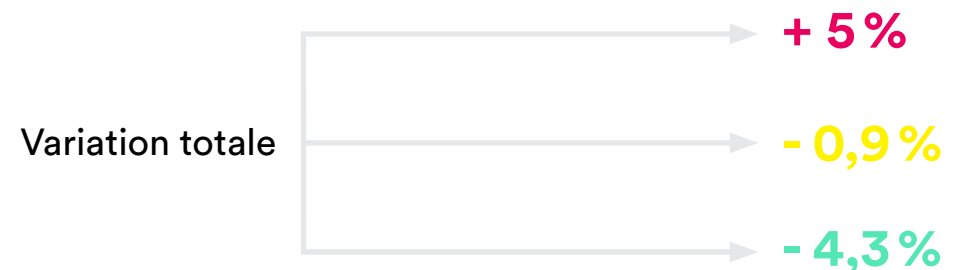 + 5 %
Variation totale
- 0,9 %
- 4,3 %